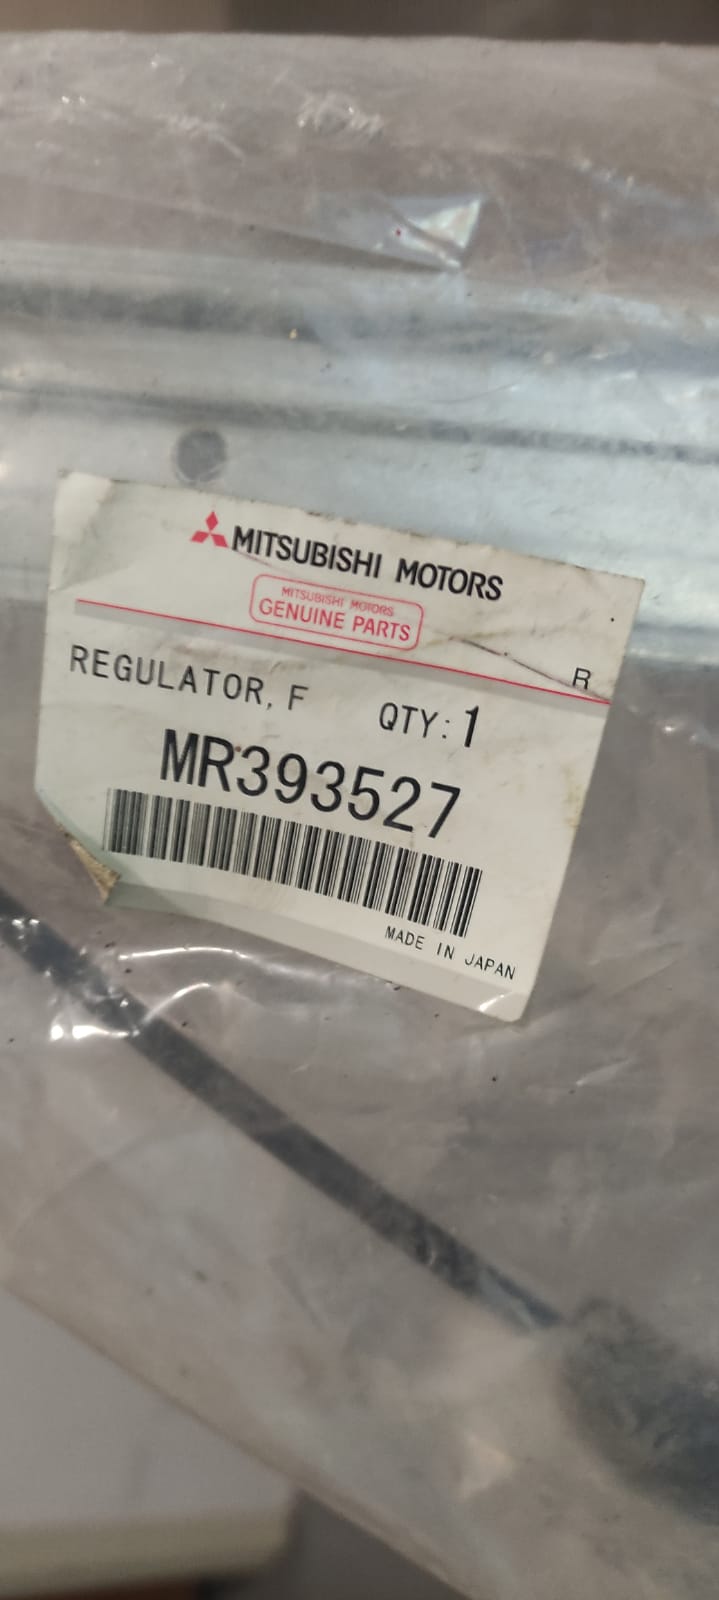 MITSUBISHI MOTORS
MITSUBISHI MOTORS
GENUINE PARTS
R
REGULATOR, F QTY: 1
MR393527
MADE IN JAPAN